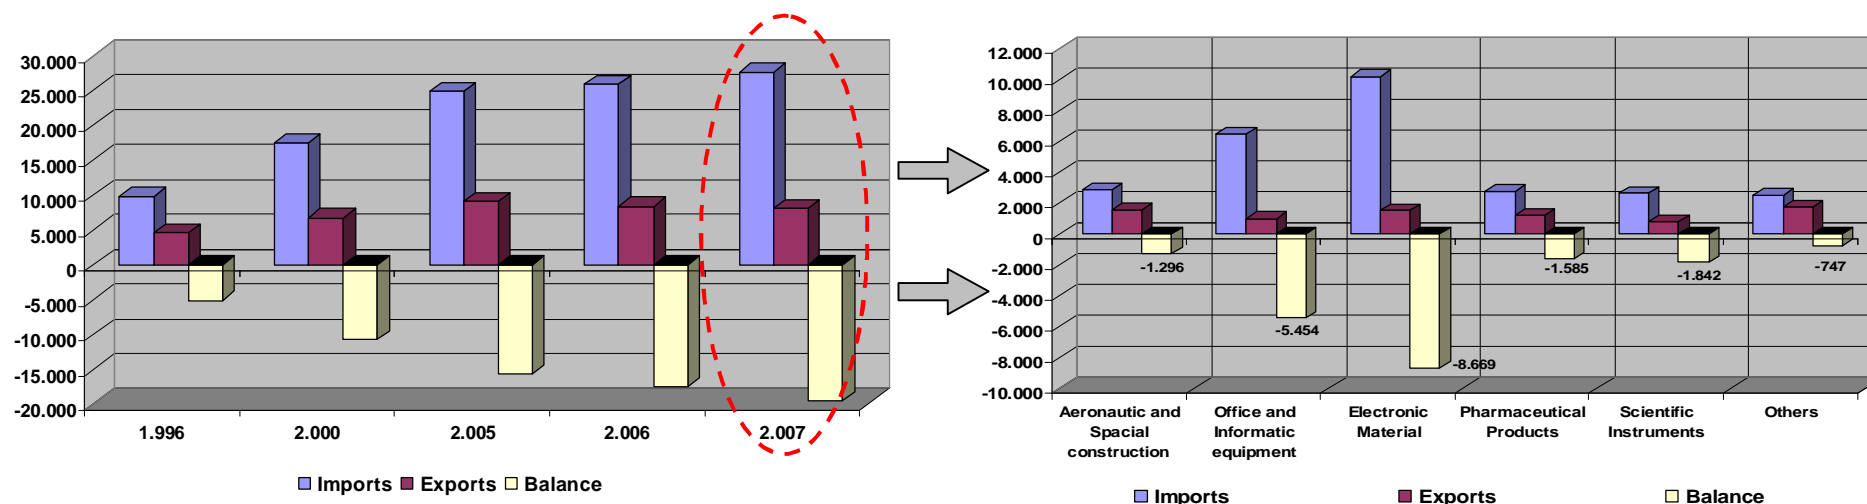 30.000
25.000
20.000
15.000
10.000
5.000
0
-5.000
-10.000
-15.000
-20.000
1.996 2.000 2.005 2.006 2.007
Imports Exports Balance
12.000
10.000
8.000
6.000
4.000
2.000
0
-2.000
-4.000
-6.000
-8.000
-10.000
-1.296
-5.454
-8.669
-1.585
-1.842
-747
Aeronautic and
Spacial
construction
Office and
Informatic
equipment
Electronic
Material
Pharmaceutical
Products
Scientific
Instruments
Others
Imports Exports Balance